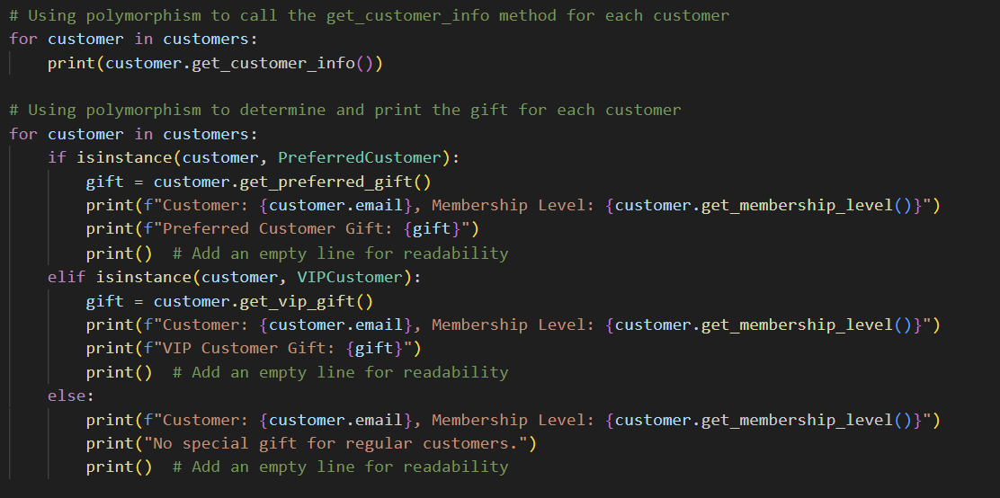 # Using polymorphism to call the get_customer_info method for each customer
for customer in customers:
    print(customer.get_customer_info())

# Using polymorphism to determine and print the gift for each customer
for customer in customers:
    if isinstance(customer, PreferredCustomer):
        gift = customer.get_preferred_gift()
        print(f"Customer: {customer.email}, Membership Level: {customer.get_membership_level()}")
        print(f"Preferred Customer Gift: {gift}")
        print()  # Add an empty line for readability
    elif isinstance(customer, VIPCustomer):
        gift = customer.get_vip_gift()
        print(f"Customer: {customer.email}, Membership Level: {customer.get_membership_level()}")
        print(f"VIP Customer Gift: {gift}")
        print()  # Add an empty line for readability
    else:
        print(f"Customer: {customer.email}, Membership Level: {customer.get_membership_level()}")
        print("No special gift for regular customers.")
        print()  # Add an empty line for readability